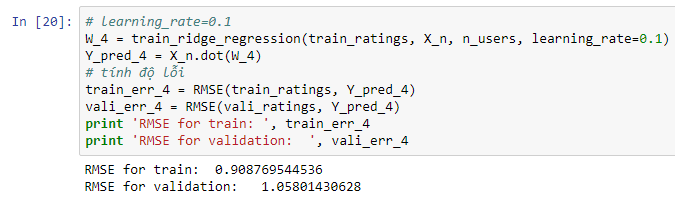 In [20]:
# learning_rate=0.1
W_4 = train_ridge_regression(train_ratings, X_n, n_users, learning_rate=0.1)
Y_pred_4 = X_n.dot(W_4)
# tính độ lỗi
train_err_4 = RMSE(train_ratings, Y_pred_4)
vali_err_4 = RMSE(vali_ratings, Y_pred_4)
print 'RMSE for train: ', train_err_4
print 'RMSE for validation:  ', vali_err_4
RMSE for train:  0.908769544536
RMSE for validation:   1.05801430628